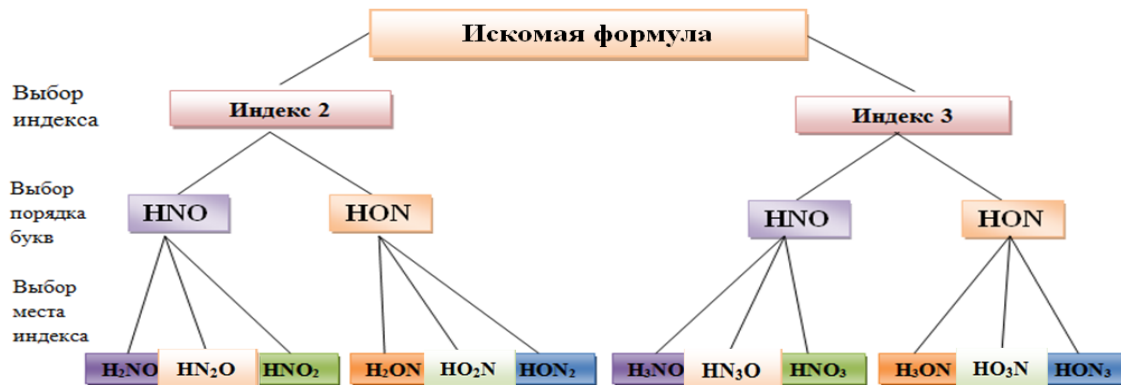 Искомая формула
Выбор
индекса
Индекс 2
Индекс 3
Выбор
порядка
букв
HNO
HON
HNO
HON
Выбор
места
индекса
H₂NO
HN₂O
HNO₂
H₂ON
HO₂N
HON₂
H₃NO
HN₃O
HNO₃
H₃ON
HO₃N
HON₃